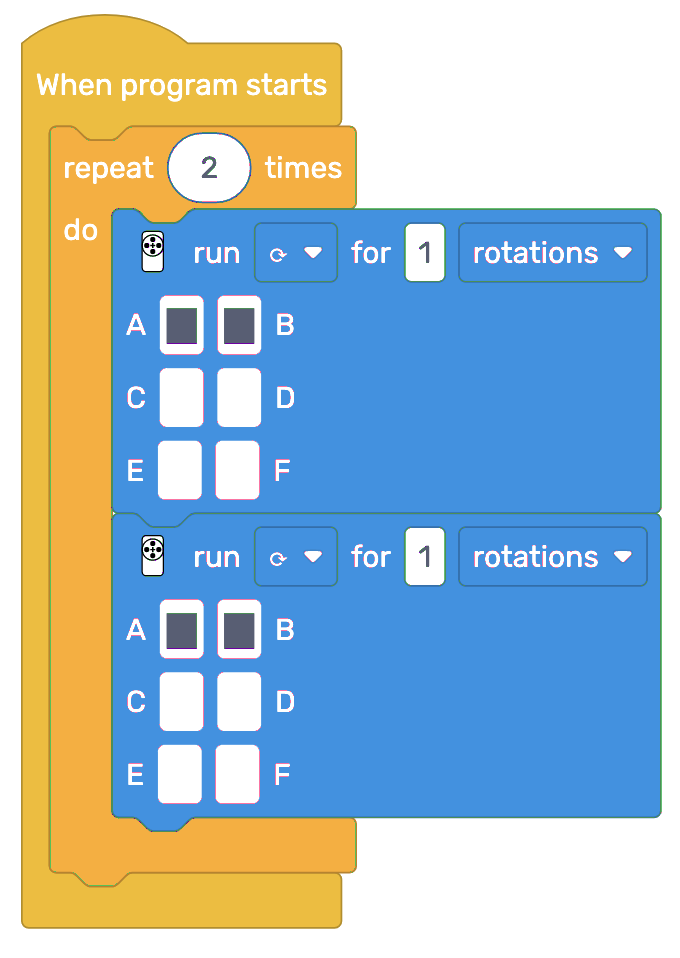 When program starts
repeat 2 times
do
run ⟳ for 1 rotations
A B
C D
E F
run ⟳ for 1 rotations
A B
C D
E F